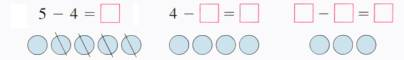 5 − 4 = □ 4 − □ = □ □ − □ = □